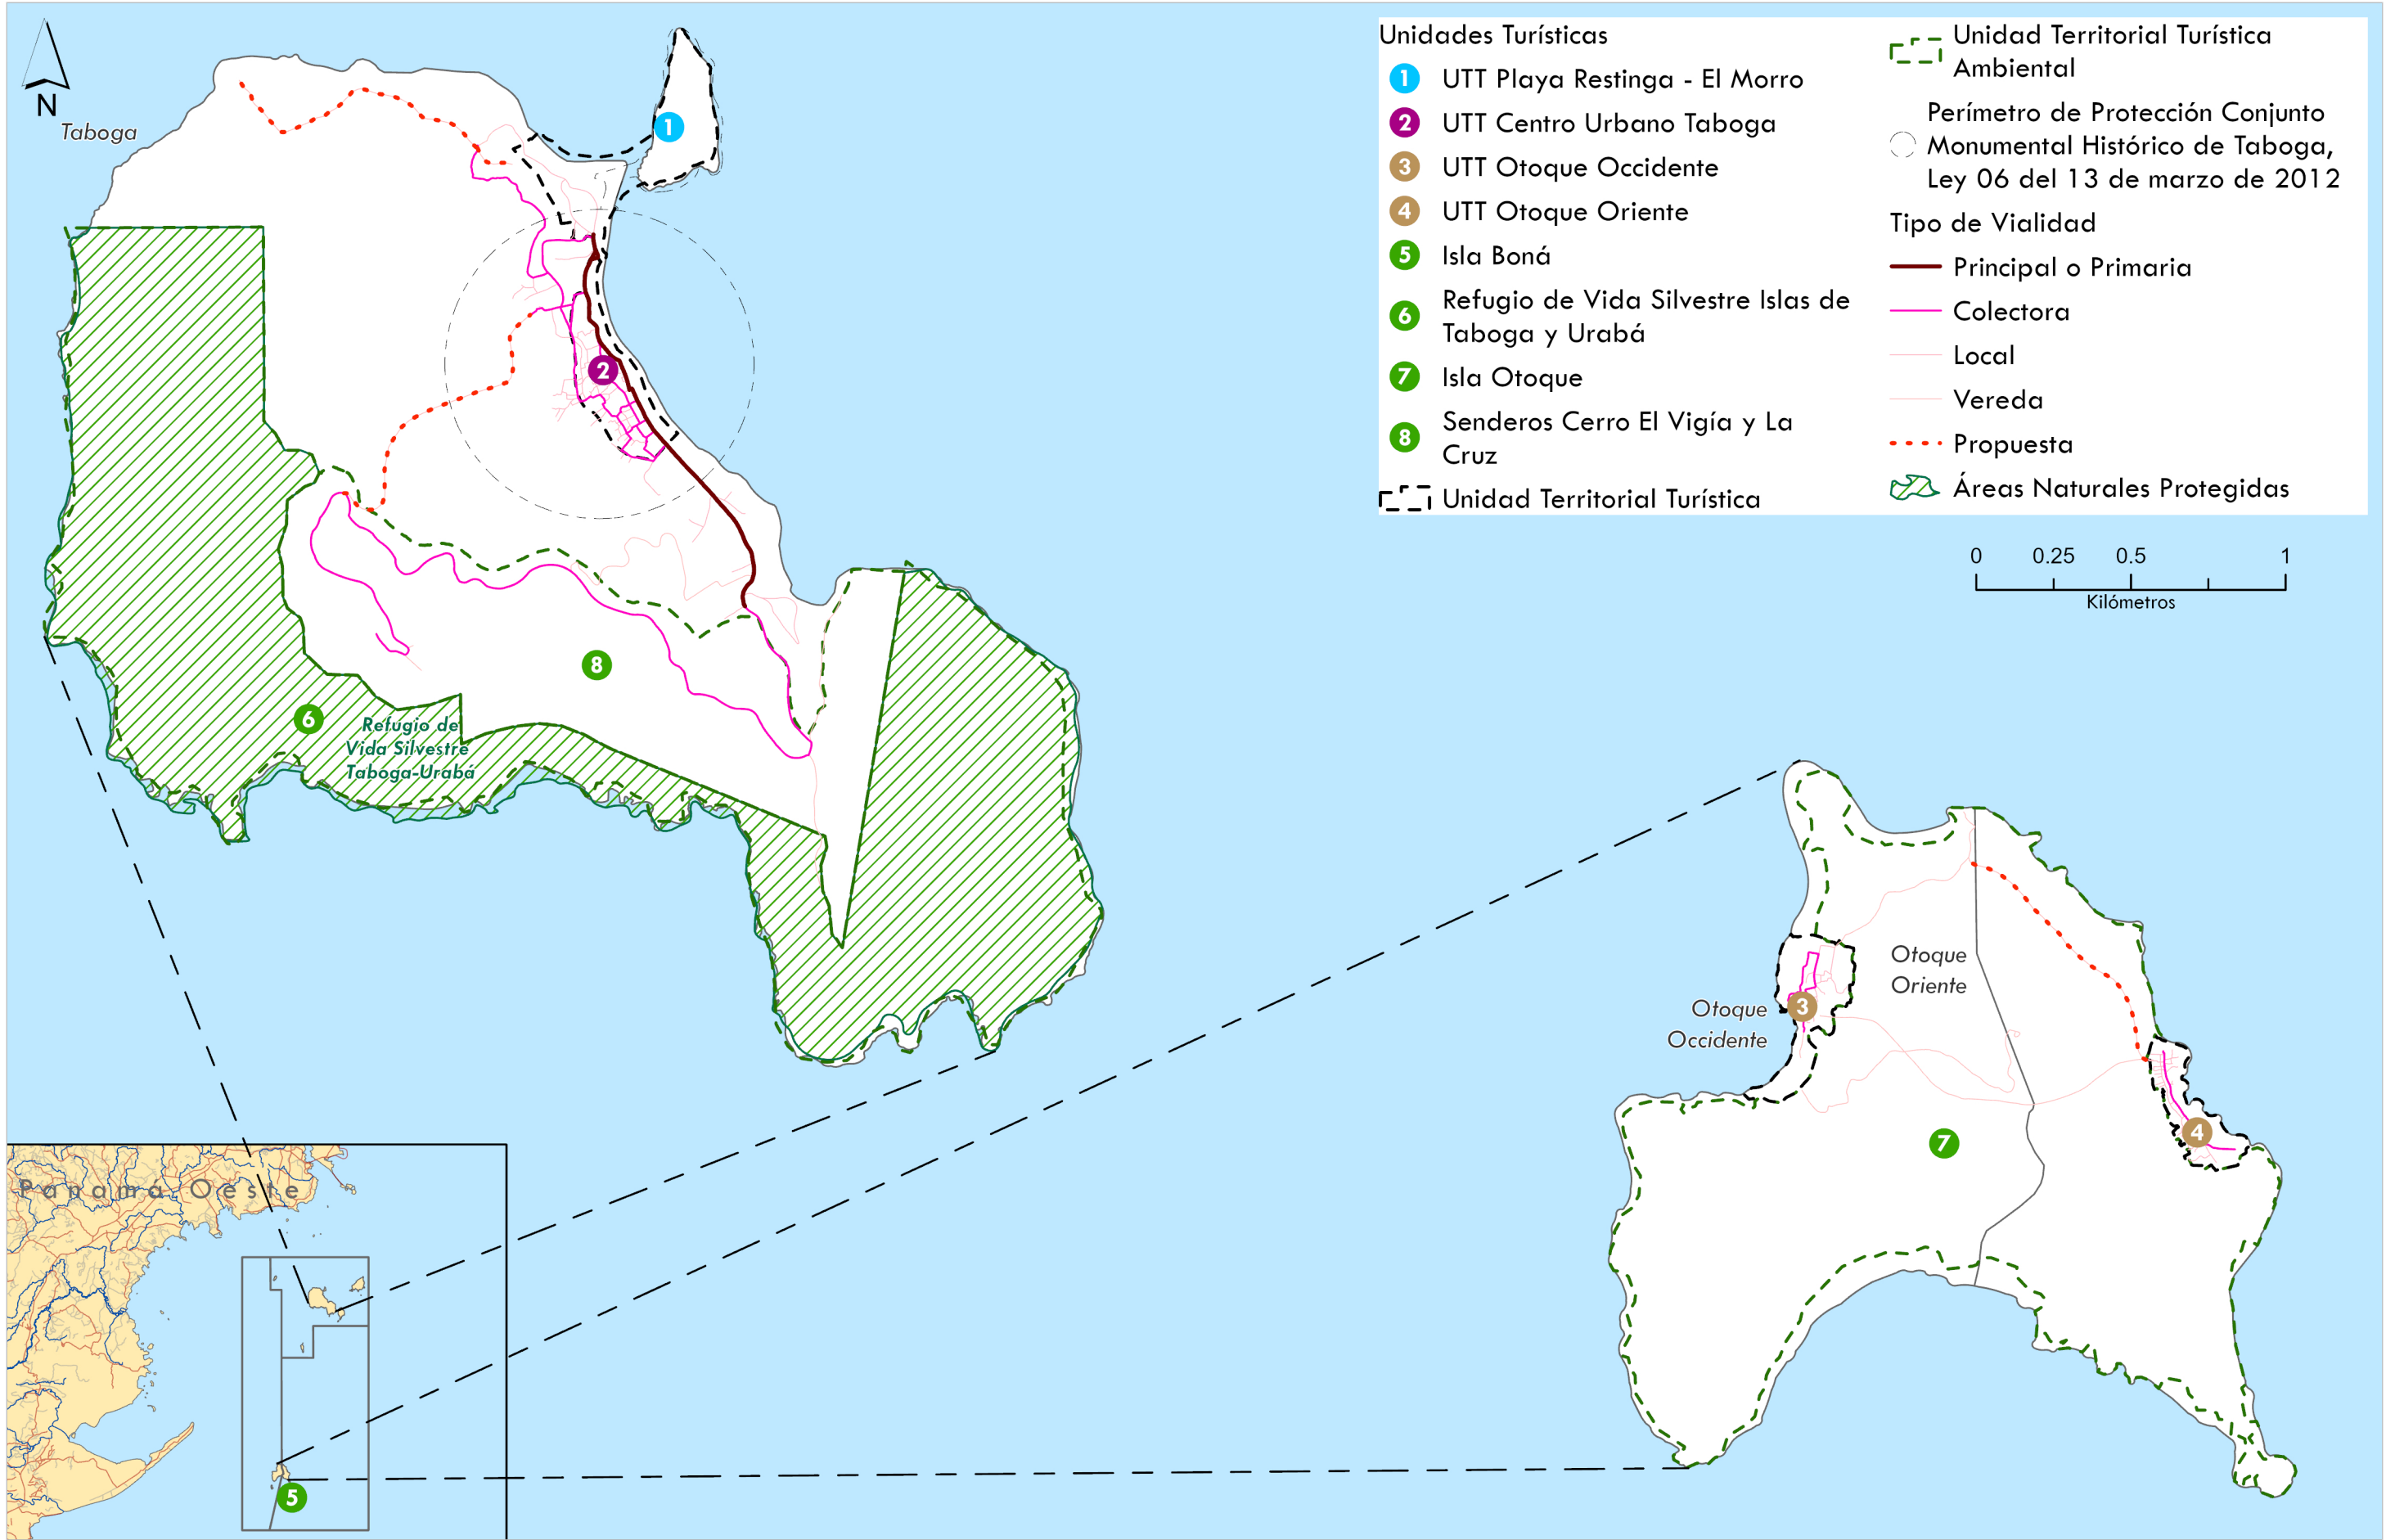 N
Taboga
1
2
8
6
Refugio de
Vida Silvestre
Taboga-Urabá
Unidades Turísticas
1 UTT Playa Restinga - El Morro
2 UTT Centro Urbano Taboga
3 UTT Otoque Occidente
4 UTT Otoque Oriente
5 Isla Boná
6 Refugio de Vida Silvestre Islas de
Taboga y Urabá
7 Isla Otoque
8 Senderos Cerro El Vigía y La
Cruz
Unidad Territorial Turística
Unidad Territorial Turística
Ambiental
Perímetro de Protección Conjunto
Monumental Histórico de Taboga,
Ley 06 del 13 de marzo de 2012
Tipo de Vialidad
Principal o Primaria
Colectora
Local
Vereda
Propuesta
Áreas Naturales Protegidas
0 0.25 0.5 1
Kilómetros
Otoque
Oriente
Otoque
Occidente
3
4
7
Panamá Oeste
5